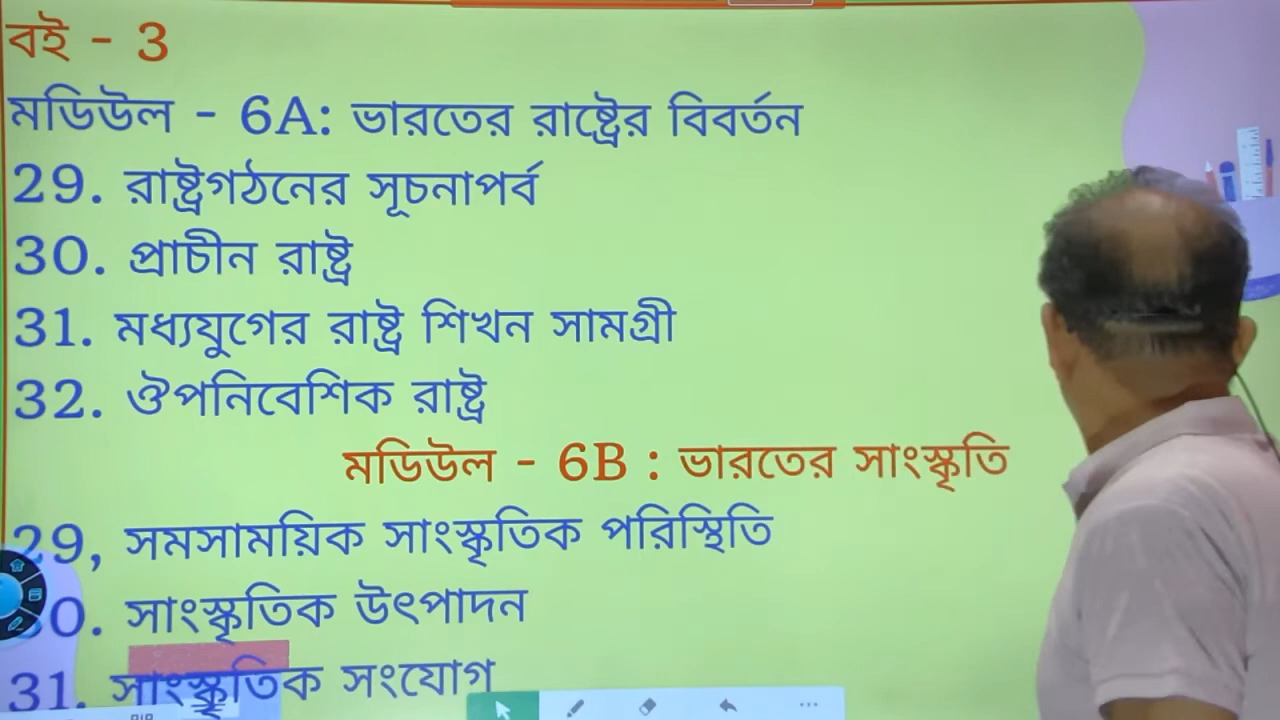 বই - 3
মডিউল - 6A: ভারতের রাষ্ট্রের বিবর্তন
29. রাষ্ট্রগঠনের সূচনাপর্ব
30. প্রাচীন রাষ্ট্র
31. মধ্যযুগের রাষ্ট্র শিখন সামগ্রী
32. ঔপনিবেশিক রাষ্ট্র
মডিউল - 6B : ভারতের সাংস্কৃতি
29, সমসাময়িক সাংস্কৃতিক পরিস্থিতি
0. সাংস্কৃতিক উৎপাদন
31. সাংস্কৃতিক সংযোগ